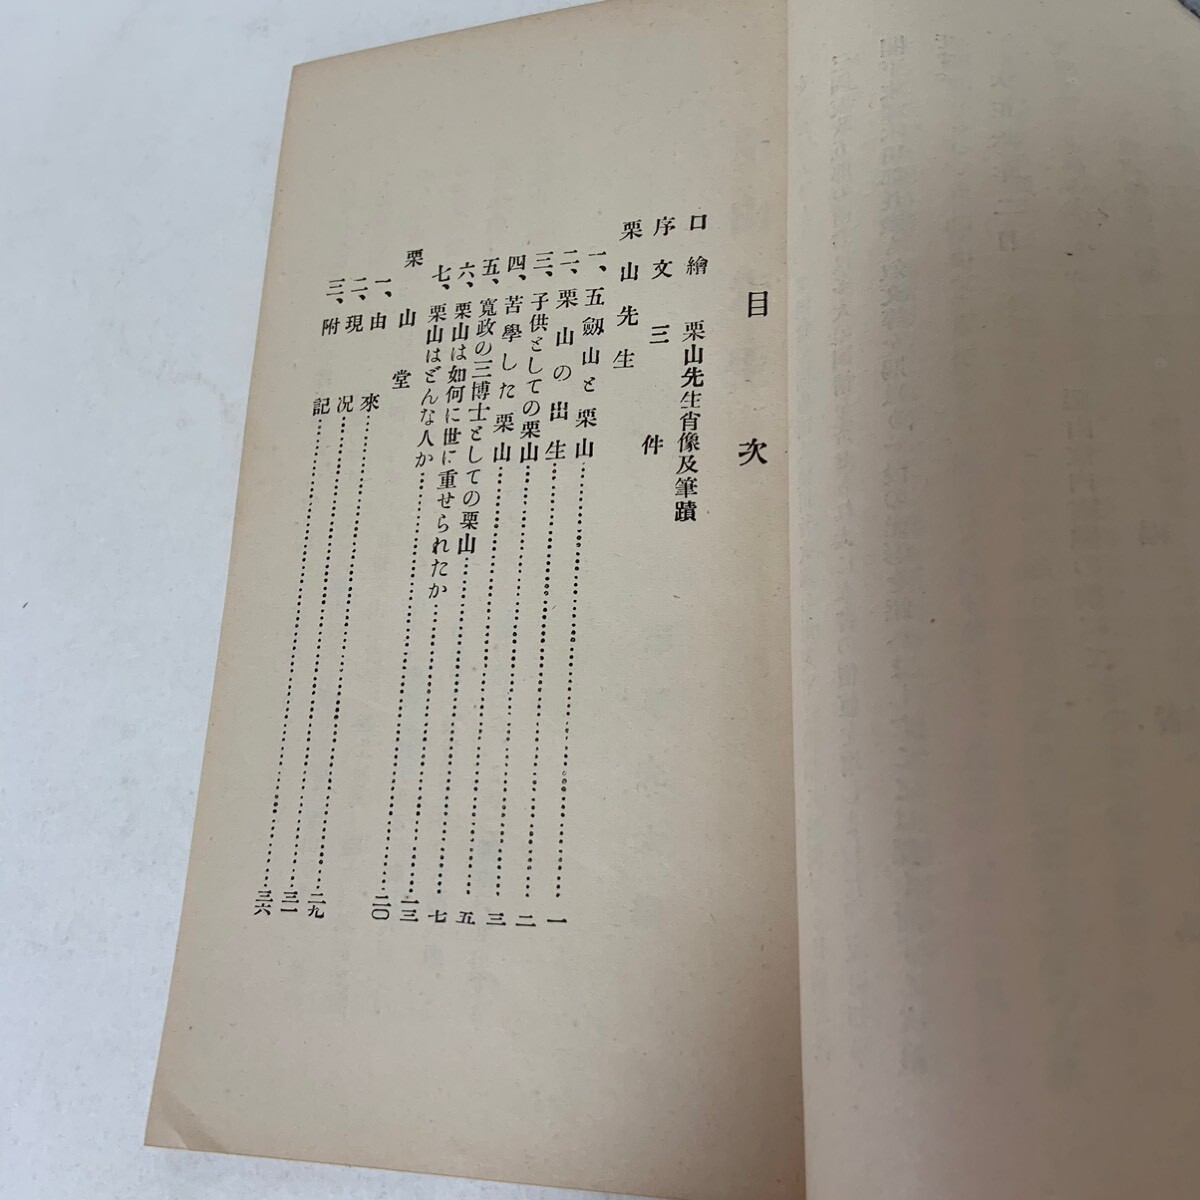 目次
口繪 栗山先生肖像及筆蹟
序文三件
栗山先生
一、五劔山と栗山……一
二、栗山の出生……二
三、子供としての栗山……三
四、苦學した栗山……五
五、寬政の三博士としての栗山……七
六、栗山は如何に世に重せられたか……一三
七、栗山はどんな人か……二〇
栗山堂
一、由來……二九
二、現況……三一
三、附記……三六